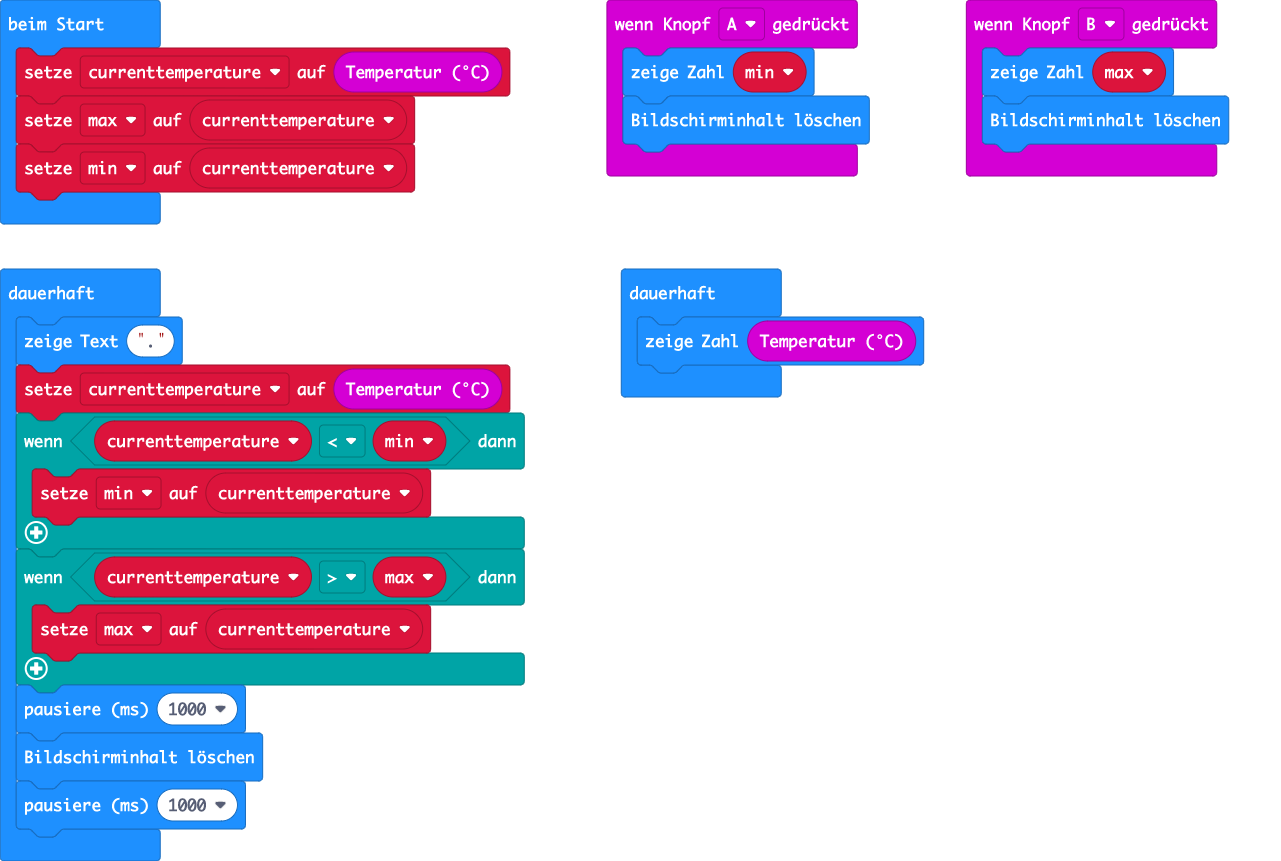 beim Start
setze currenttemperature auf Temperatur (°C)
setze max auf currenttemperature
setze min auf currenttemperature
wenn Knopf A gedrückt
zeige Zahl min
Bildschirminhalt löschen
wenn Knopf B gedrückt
zeige Zahl max
Bildschirminhalt löschen
dauerhaft
zeige Text "."
setze currenttemperature auf Temperatur (°C)
wenn currenttemperature < min dann
setze min auf currenttemperature
wenn currenttemperature > max dann
setze max auf currenttemperature
pausiere (ms) 1000
Bildschirminhalt löschen
pausiere (ms) 1000
dauerhaft
zeige Zahl Temperatur (°C)